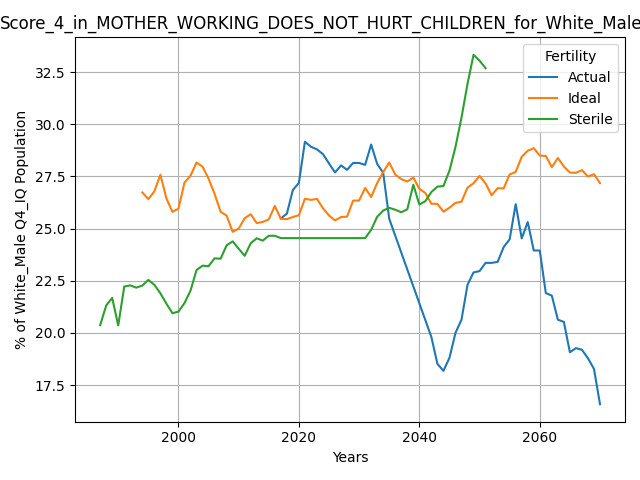 Score_4_in_MOTHER_WORKING_DOES_NOT_HURT_CHILDREN_for_White_Male
% of White_Male Q4_IQ Population
32.5
30.0
27.5
25.0
22.5
20.0
17.5
Fertility
Actual
Ideal
Sterile
2000
2020
2040
2060
Years